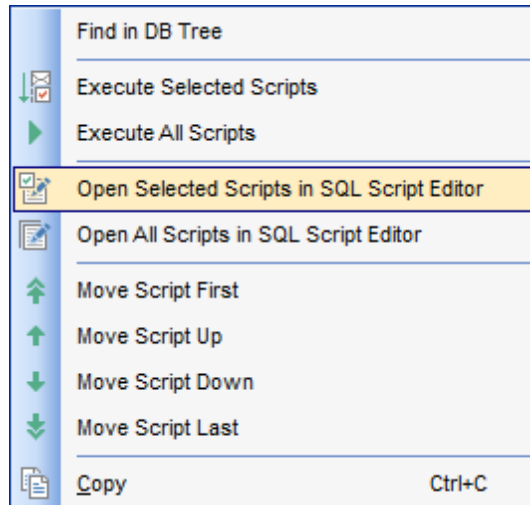 Find in DB Tree
Execute Selected Scripts
Execute All Scripts
Open Selected Scripts in SQL Script Editor
Open All Scripts in SQL Script Editor
Move Script First
Move Script Up
Move Script Down
Move Script Last
Copy Ctrl+C